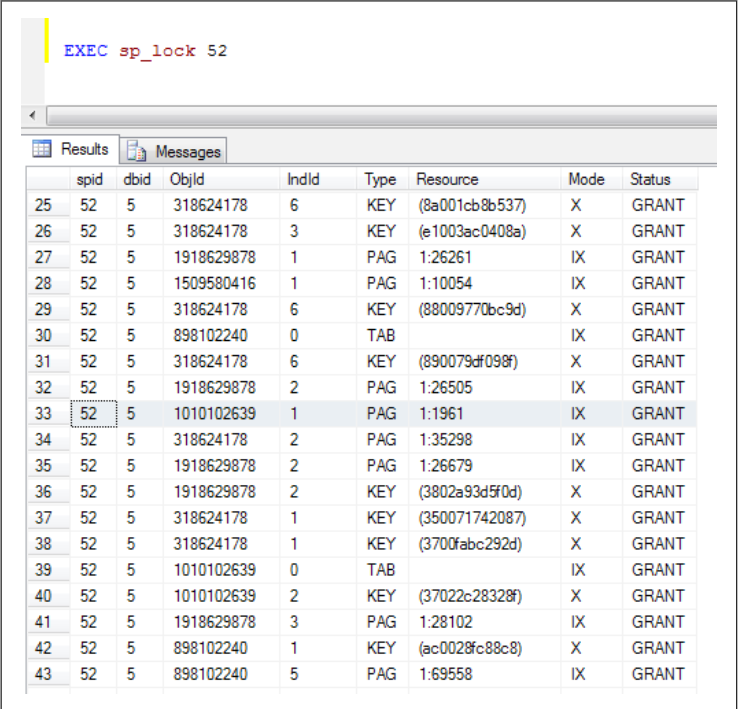 EXEC sp_lock 52
Results Messages
spid dbid ObjId IndId Type Resource Mode Status
25 52 5 318624178 6 KEY (8a001cb8b537) X GRANT
26 52 5 318624178 3 KEY (e1003ac0408a) X GRANT
27 52 5 1918629878 1 PAG 1:26261 IX GRANT
28 52 5 1509580416 1 PAG 1:10054 IX GRANT
29 52 5 318624178 6 KEY (88009770bc9d) X GRANT
30 52 5 898102240 0 TAB IX GRANT
31 52 5 318624178 6 KEY (890079df098f) X GRANT
32 52 5 1918629878 2 PAG 1:26505 IX GRANT
33 52 5 1010102639 1 PAG 1:1961 IX GRANT
34 52 5 318624178 2 PAG 1:35298 IX GRANT
35 52 5 1918629878 2 PAG 1:26679 IX GRANT
36 52 5 1918629878 2 KEY (3802a93d5f0d) X GRANT
37 52 5 318624178 1 KEY (350071742087) X GRANT
38 52 5 318624178 1 KEY (3700fabc292d) X GRANT
39 52 5 1010102639 0 TAB IX GRANT
40 52 5 1010102639 2 KEY (37022c28328f) X GRANT
41 52 5 1918629878 3 PAG 1:28102 IX GRANT
42 52 5 898102240 1 KEY (ac0028fc88c8) X GRANT
43 52 5 898102240 5 PAG 1:69558 IX GRANT